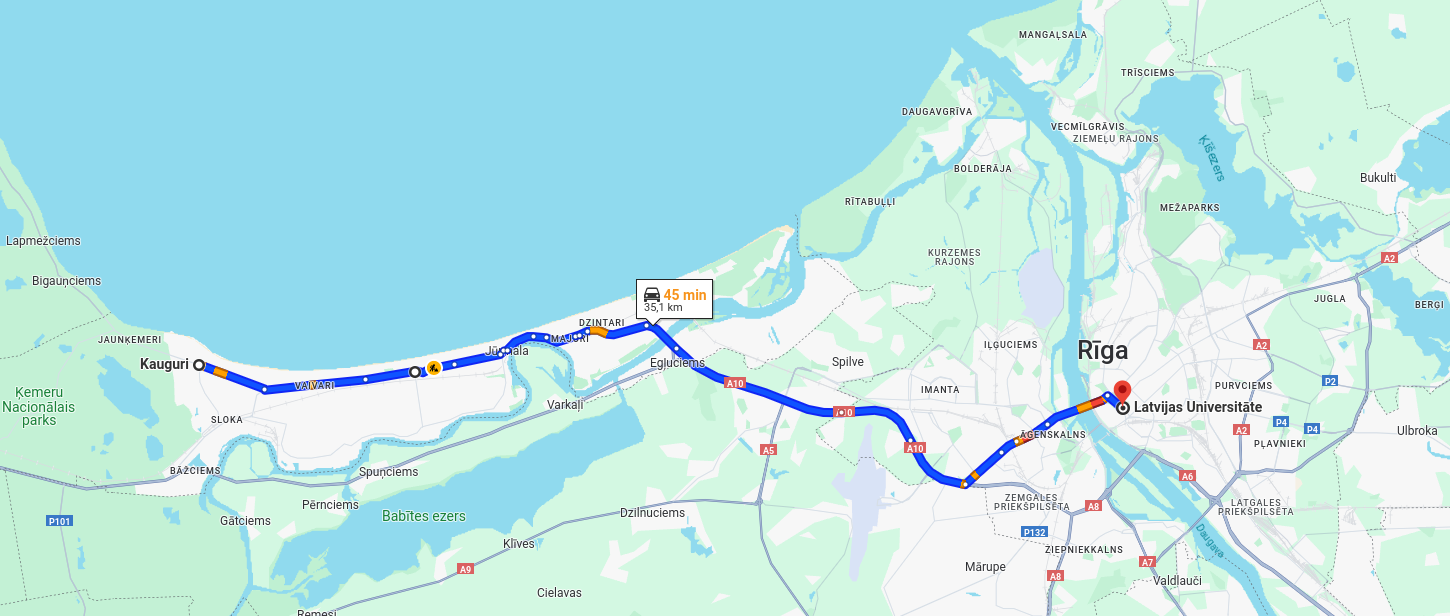 MANGAĻSALA
TRĪSCIEMS
DAUGAVGRĪVA
VECMĪLGRĀVIS
ZIEMEĻU RAJONS
Ķīšezers
BOLDERĀJA
Bukulti
RĪTABUĻĻI
MEŽAPARKS
Lapmežciems
KURZEMES
RAJONS
A2
Bigauņciems
45 min
35,1 km
JUGLA
BERĢI
DZINTARI
JAUNĶEMERI
MAJORI
A2
Jūrmala
IĻĢUCIEMS
Rīga
Kauguri
Egļuciems
Spilve
VAIVARI
A10
IMANTA
PURVCIEMS
P2
Ķemeru
Nacionālais
parks
Varkaļi
Latvijas Universitāte
A10
SLOKA
P4
P4
A2
Ulbroka
ĀGENSKALNS
PĻAVNIEKI
A5
A10
BĀŽCIEMS
Spuņciems
A6
Pērnciems
ZEMGALES
PRIEKŠPILSĒTA
A8
LATGALES
PRIEKŠPILSĒTA
Babītes ezers
Dzilnuciems
P101
Gātciems
P132
Daugava
Klīves
ZIEPNIEKKALNS
A9
Mārupe
A7
A8
Valdlauči
Cielavas
Remesi